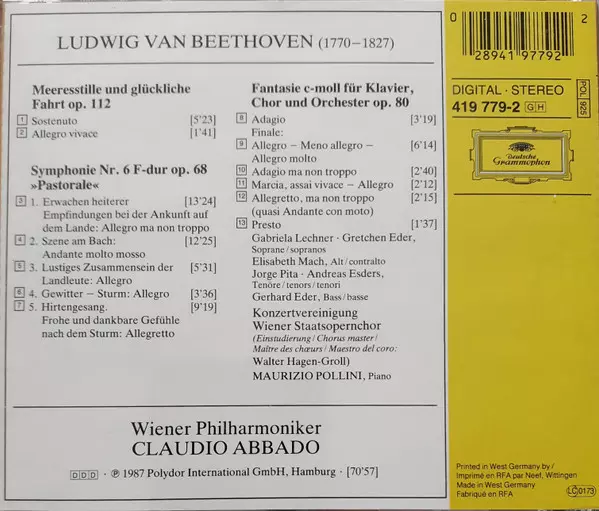 LUDWIG VAN BEETHOVEN (1770–1827)
Meeresstille und glückliche
Fahrt op. 112
1 Sostenuto [5'23]
2 Allegro vivace [1'41]
Symphonie Nr. 6 F-dur op. 68
»Pastorale«
3 1. Erwachen heiterer [13'24]
Empfindungen bei der Ankunft auf
dem Lande: Allegro ma non troppo
4 2. Szene am Bach: [12'25]
Andante molto mosso
5 3. Lustiges Zusammensein der [5'31]
Landleute: Allegro
6 4. Gewitter – Sturm: Allegro [3'36]
7 5. Hirtengesang. [9'19]
Frohe und dankbare Gefühle
nach dem Sturm: Allegretto
Fantasie c-moll für Klavier,
Chor und Orchester op. 80
8 Adagio [3'19]
Finale:
9 Allegro – Meno allegro – [6'14]
Allegro molto
10 Adagio ma non troppo [2'40]
11 Marcia, assai vivace – Allegro [2'12]
12 Allegretto, ma non troppo [2'15]
(quasi Andante con moto)
13 Presto [1'37]
Gabriela Lechner · Gretchen Eder,
Soprane/sopranos
Elisabeth Mach, Alt/contralto
Jorge Pita · Andreas Esders,
Tenöre/tenors/tenori
Gerhard Eder, Bass/basse
Konzertvereinigung
Wiener Staatsopernchor
(Einstudierung/Chorus master/
Maître des chœurs/Maestro del coro:
Walter Hagen-Groll)
MAURIZIO POLLINI, Piano
Wiener Philharmoniker
CLAUDIO ABBADO
DDD · ℗ 1987 Polydor International GmbH, Hamburg · [70'57]
0 28941 97792 2
DIGITAL · STEREO
419 779-2 GH
POL 925
Deutsche
Grammophon
Printed in West Germany by/
Imprimé en RFA par Neef, Wittingen
Made in West Germany
Fabriqué en RFA
LC 0173